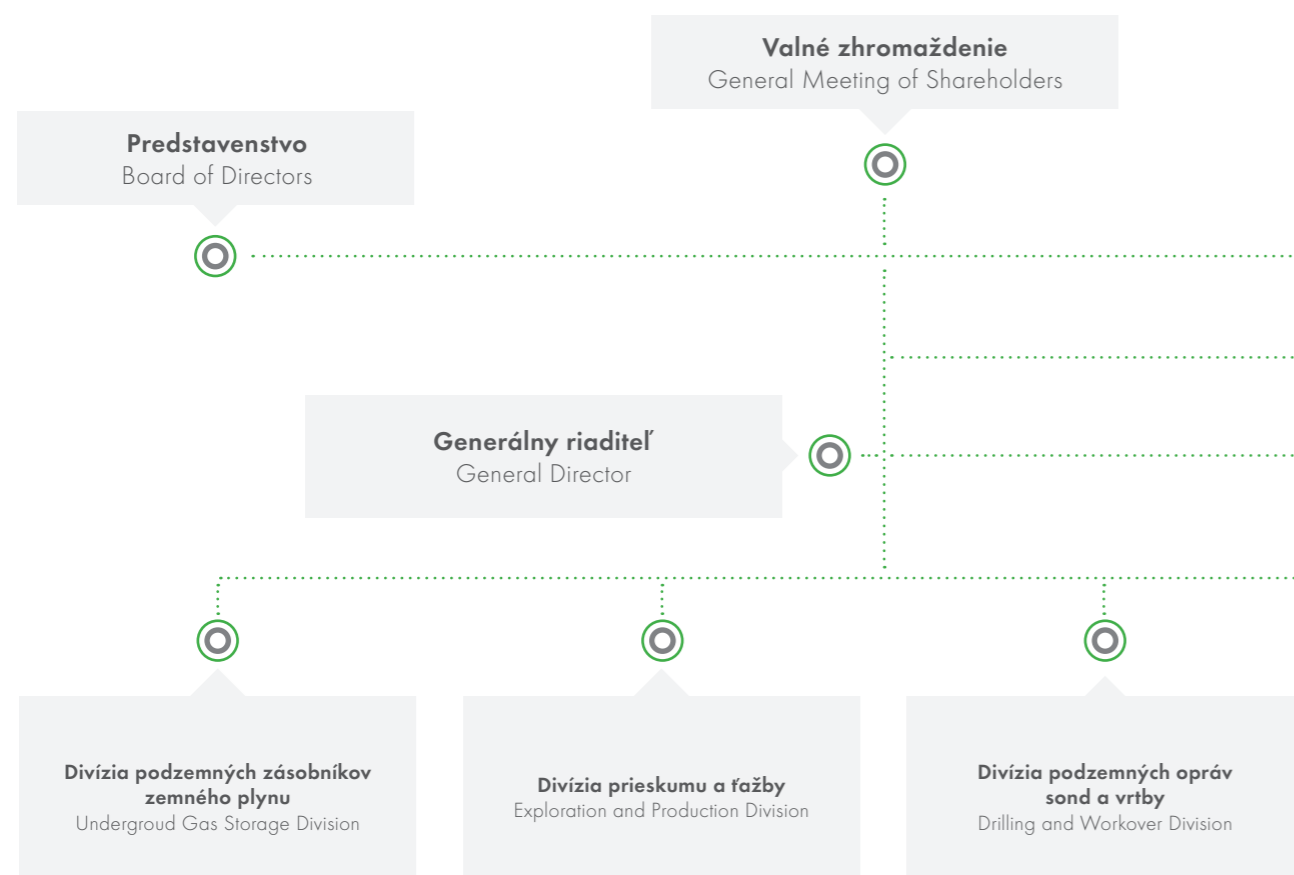 Valné zhromaždenie
General Meeting of Shareholders
Predstavenstvo
Board of Directors
Generálny riaditeľ
General Director
Divízia podzemných zásobníkov
zemného plynu
Undergroud Gas Storage Division
Divízia prieskumu a ťažby
Exploration and Production Division
Divízia podzemných opráv
sond a vrtby
Drilling and Workover Division